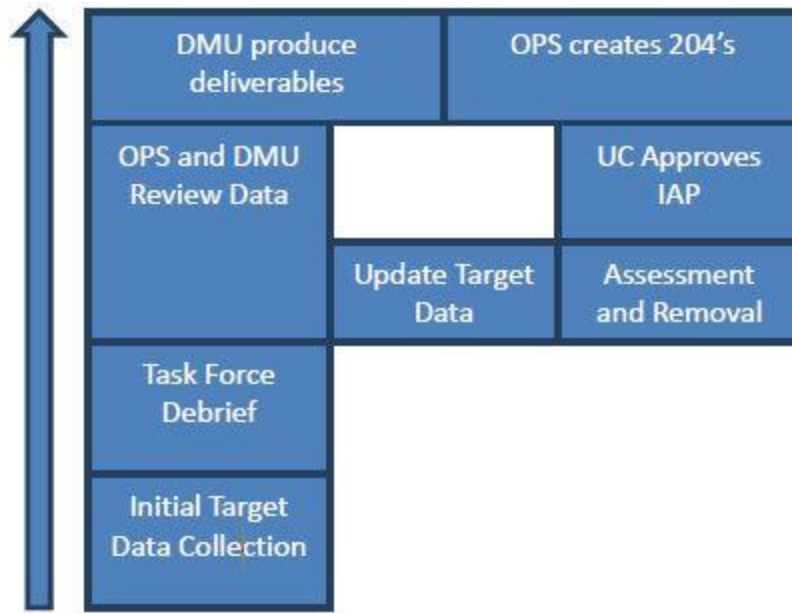 DMU produce
deliverables
OPS creates 204’s
OPS and DMU
Review Data
UC Approves
IAP
Update Target
Data
Assessment
and Removal
Task Force
Debrief
Initial Target
Data Collection